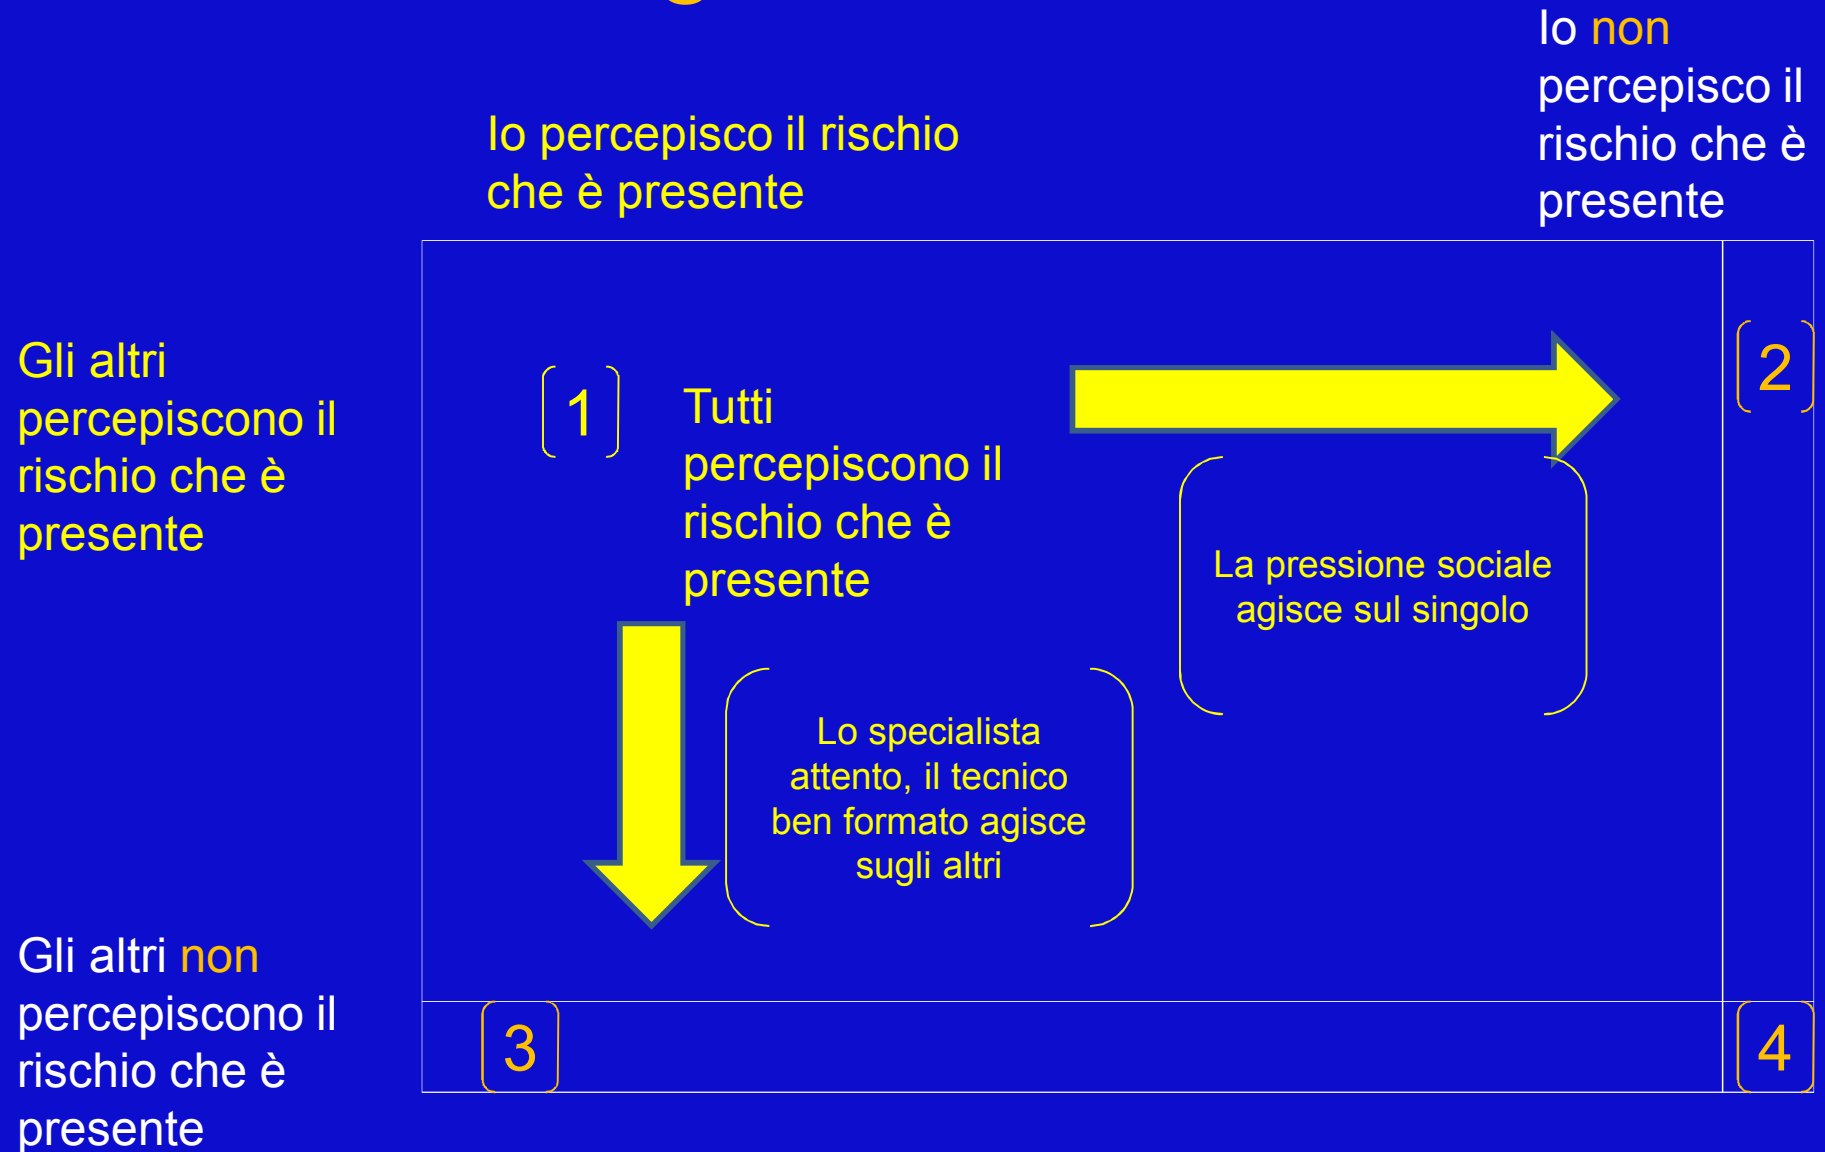 Io non
percepisco il
rischio che è
presente
Io percepisco il rischio
che è presente
Gli altri
percepiscono il
rischio che è
presente
1
Tutti
percepiscono il
rischio che è
presente
2
La pressione sociale
agisce sul singolo
Lo specialista
attento, il tecnico
ben formato agisce
sugli altri
Gli altri non
percepiscono il
rischio che è
presente
3
4